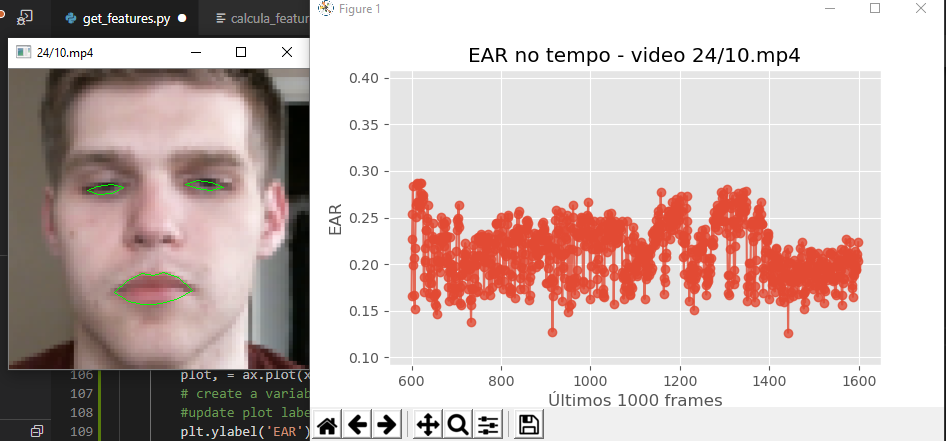 get_features.py
calcula_featur
Figure 1
24/10.mp4
EAR no tempo - video 24/10.mp4
0.40
0.35
0.30
0.25
0.20
0.15
0.10
EAR
600
800
1000
1200
1400
1600
Últimos 1000 frames
106 plot, = ax.plot(x
107 # create a variab
108 #update plot labe
109 plt.ylabel('EAR')